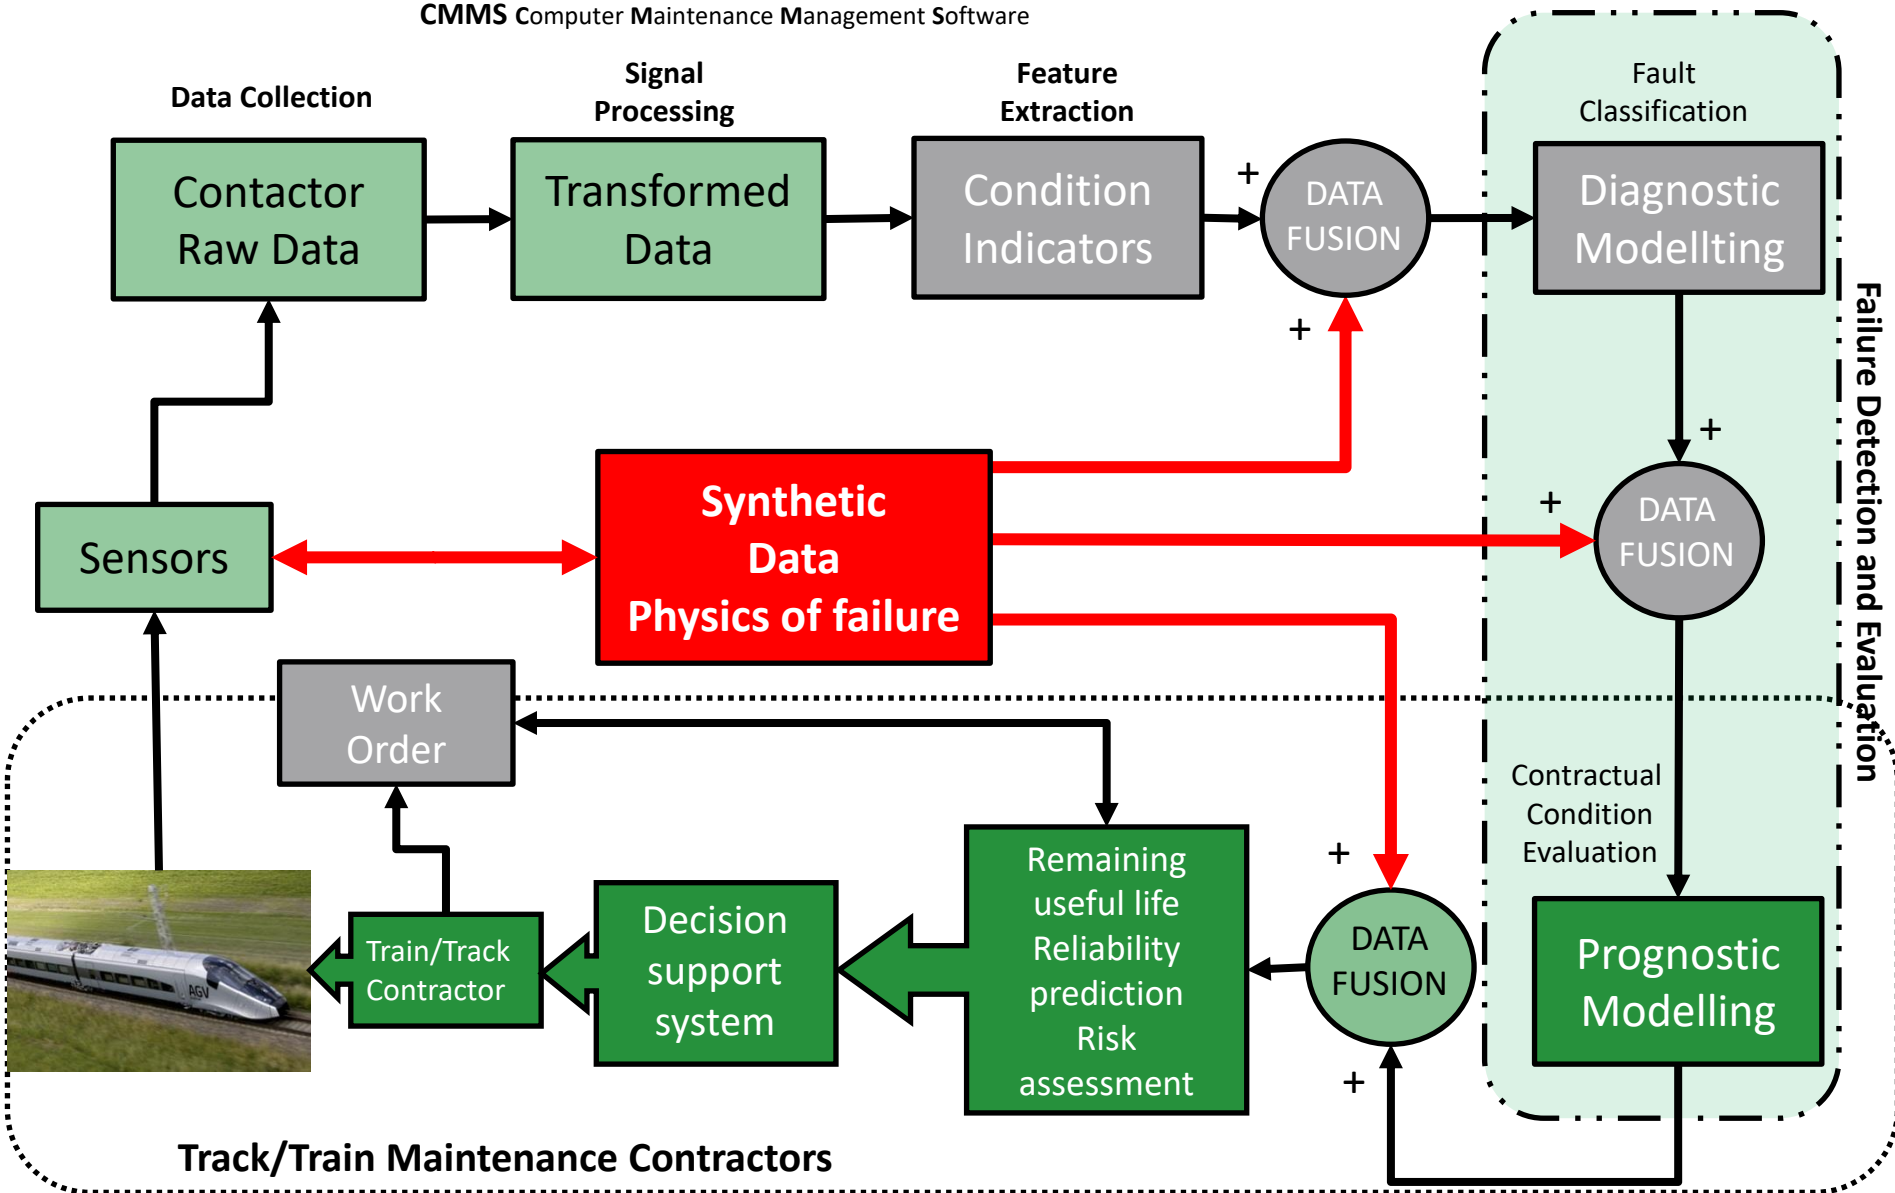 CMMS Computer Maintenance Management Software
Data Collection
Signal
Processing
Feature
Extraction
Fault
Classification
Contactor
Raw Data
Transformed
Data
Condition
Indicators
+
DATA
FUSION
+
Diagnostic
Modellting
Failure Detection and Evaluation
+
+
DATA
FUSION
Sensors
Synthetic
Data
Physics of failure
Work
Order
Contractual
Condition
Evaluation
+
Remaining
useful life
Reliability
prediction
Risk
assessment
Decision
support
system
Train/Track
Contractor
AGV
DATA
FUSION
+
Prognostic
Modelling
Track/Train Maintenance Contractors